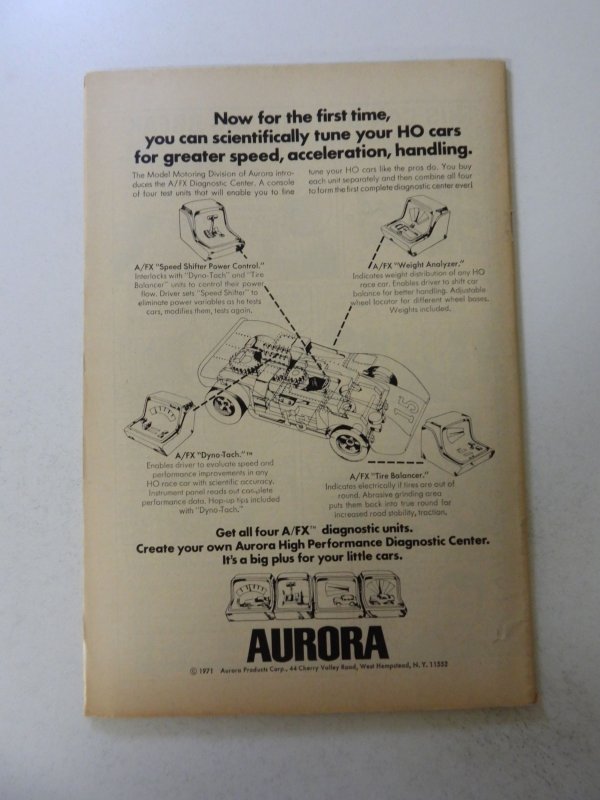 Now for the first time,
you can scientifically tune your HO cars
for greater speed, acceleration, handling.
The Model Motoring Division of Aurora intro-
duces the A/FX Diagnostic Center. A console
of four test units that will enable you to fine
tune your HO cars like the pros do. You buy
each unit separately and then combine all four
to form the first complete diagnostic center ever!
A/FX "Speed Shifter Power Control."
Interlocks with "Dyno-Tach" and "Tire
Balancer" units to control their power
flow. Driver sets "Speed Shifter" to
eliminate power variables as he tests
cars, modifies them, tests again.
A/FX "Weight Analyzer."
Indicates weight distribution of any HO
race car. Enables driver to shift car
balance for better handling. Adjustable
wheel locator for different wheel bases.
Weights included.
15
A/FX "Dyno-Tach."™
Enables driver to evaluate speed and
performance improvements in any
HO race car with scientific accuracy.
Instrument panel reads out complete
performance data. Hop-up tips included
with "Dyno-Tach."
A/FX "Tire Balancer."
Indicates electrically if tires are out of
round. Abrasive grinding area
puts them back into true round for
increased road stability, traction.
Get all four A/FX™ diagnostic units.
Create your own Aurora High Performance Diagnostic Center.
It's a big plus for your little cars.
AURORA
© 1971 Aurora Products Corp., 44 Cherry Valley Road, West Hempstead, N.Y. 11552